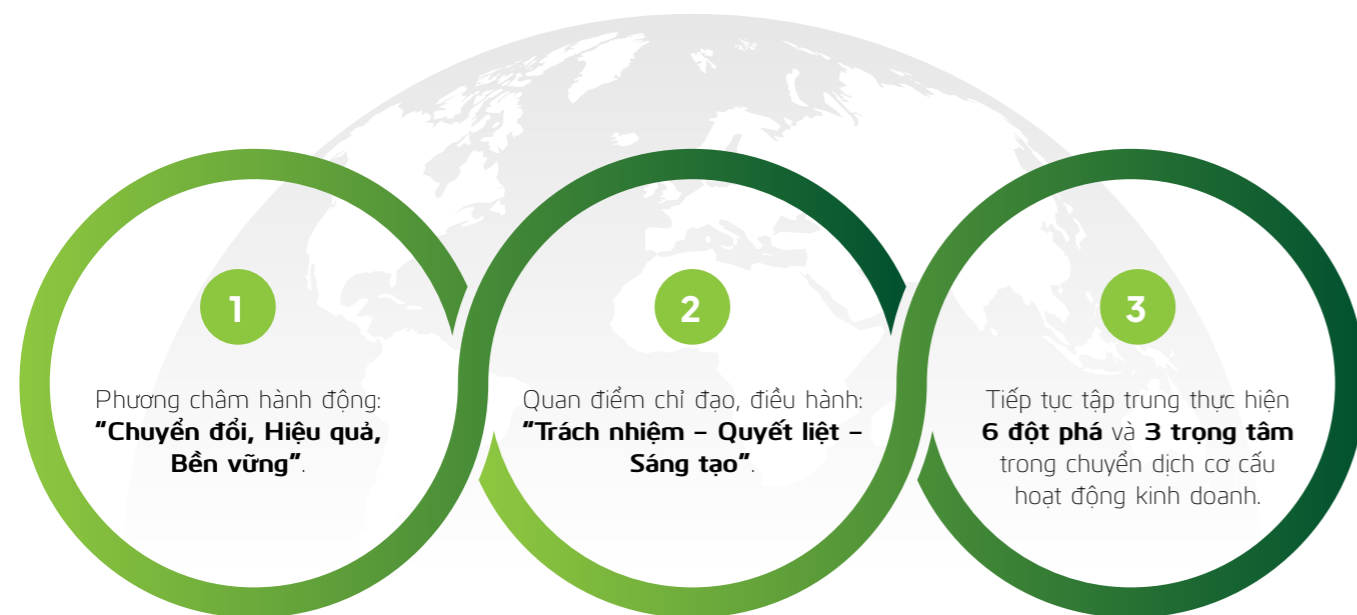 1
Phương châm hành động:
"Chuyển đổi, Hiệu quả,
Bền vững".
2
Quan điểm chỉ đạo, điều hành:
"Trách nhiệm – Quyết liệt –
Sáng tạo".
3
Tiếp tục tập trung thực hiện
6 đột phá và 3 trọng tâm
trong chuyển dịch cơ cấu
hoạt động kinh doanh.